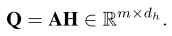 Q = AH ∈ ℝ^{m×d_h}.